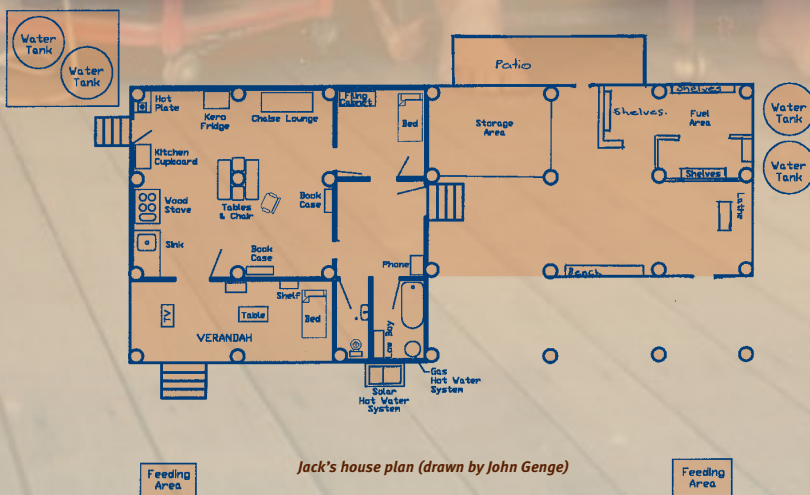 Water
Tank
Water
Tank
Patio
Hot
Plate
Kero
Fridge
Chaise Lounge
Filing
Cabinet
Bed
Storage
Area
Shelves.
Shelves
Fuel
Area
Shelves
Water
Tank
Water
Tank
Kitchen
Cupboard
Wood
Stove
Sink
Tables
& Chair
Book
Case
Book
Case
Phone
Lathe
Bench
TV
Table
Shelf
Bed
VERANDAH
Low Boy
Solar
Hot Water
System
Gas
Hot Water
System
Jack's house plan (drawn by John Genge)
Feeding
Area
Feeding
Area